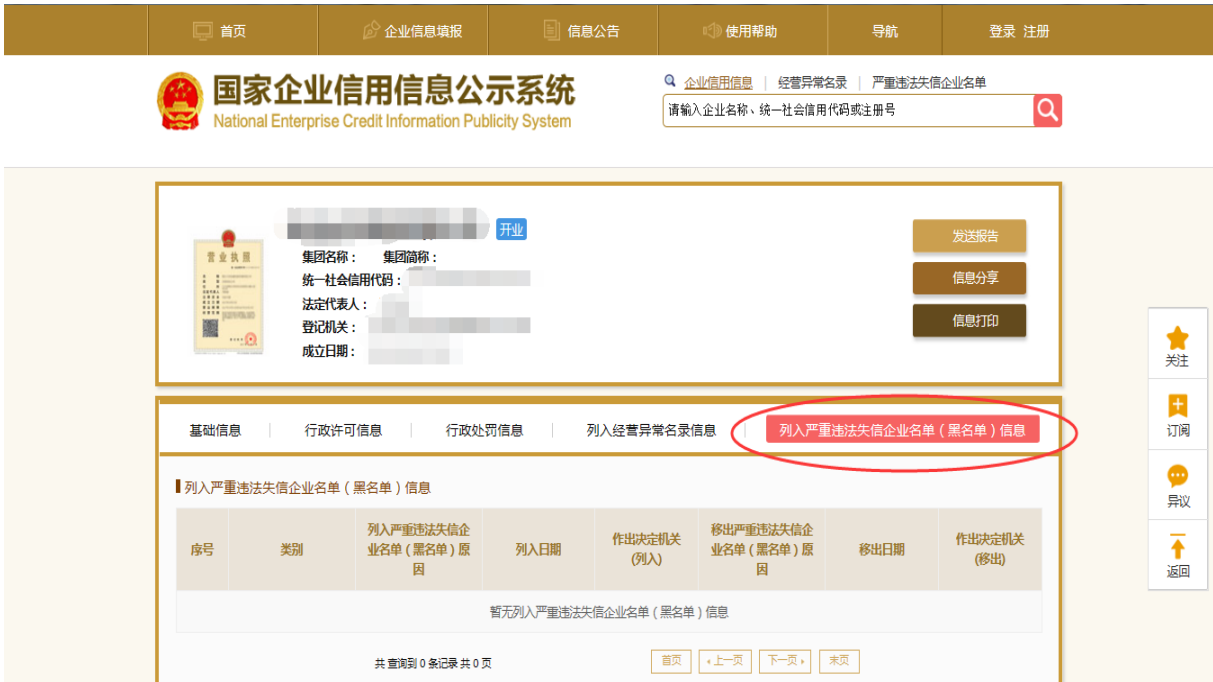 首页
企业信息填报
信息公告
使用帮助
导航
登录 注册
国家企业信用信息公示系统
National Enterprise Credit Information Publicity System
企业信用信息 | 经营异常名录 | 严重违法失信企业名单
请输入企业名称、统一社会信用代码或注册号
开业
营业执照
集团名称： 集团简称：
统一社会信用代码：
法定代表人：
登记机关：
成立日期：
发送报告
信息分享
信息打印
关注
订阅
异议
返回
基础信息 | 行政许可信息 | 行政处罚信息 | 列入经营异常名录信息 | 列入严重违法失信企业名单（黑名单）信息
列入严重违法失信企业名单（黑名单）信息
序号
类别
列入严重违法失信企
业名单（黑名单）原
因
列入日期
作出决定机关
(列入)
移出严重违法失信企
业名单（黑名单）原
因
移出日期
作出决定机关
(移出)
暂无列入严重违法失信企业名单（黑名单）信息
共查询到 0 条记录 共 0 页
首页
上一页
下一页
末页